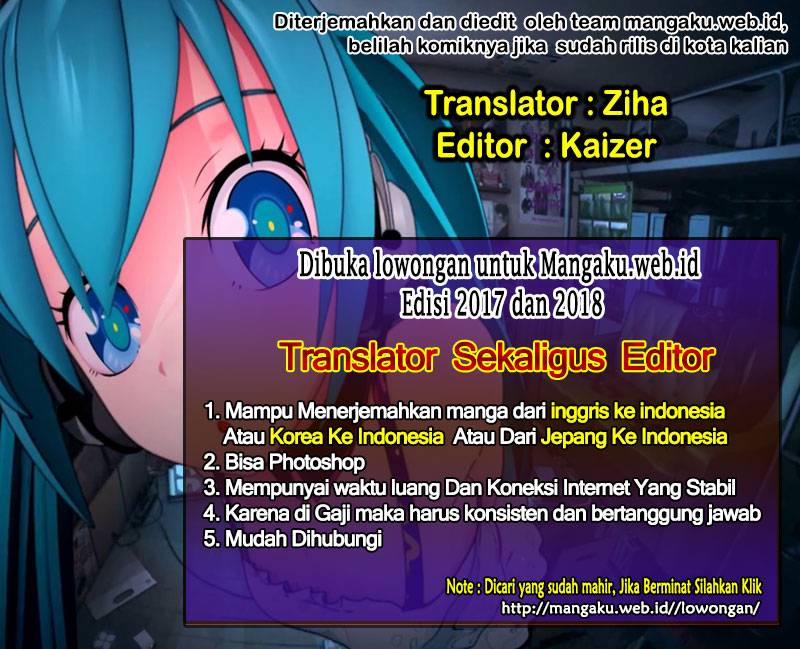 Diterjemahkan dan diedit oleh team mangaku.web.id,
belilah komiknya jika sudah rilis di kota kalian
Translator : Ziha
Editor : Kaizer
Dibuka lowongan untuk Mangaku.web.id
Edisi 2017 dan 2018
Translator Sekaligus Editor
1. Mampu Menerjemahkan manga dari inggris ke indonesia
Atau Korea Ke Indonesia Atau Dari Jepang Ke Indonesia
2. Bisa Photoshop
3. Mempunyai waktu luang Dan Koneksi Internet Yang Stabil
4. Karena di Gaji maka harus konsisten dan bertanggung jawab
5. Mudah Dihubungi
Note : Dicari yang sudah mahir, Jika Berminat Silahkan Klik
http://mangaku.web.id//lowongan/